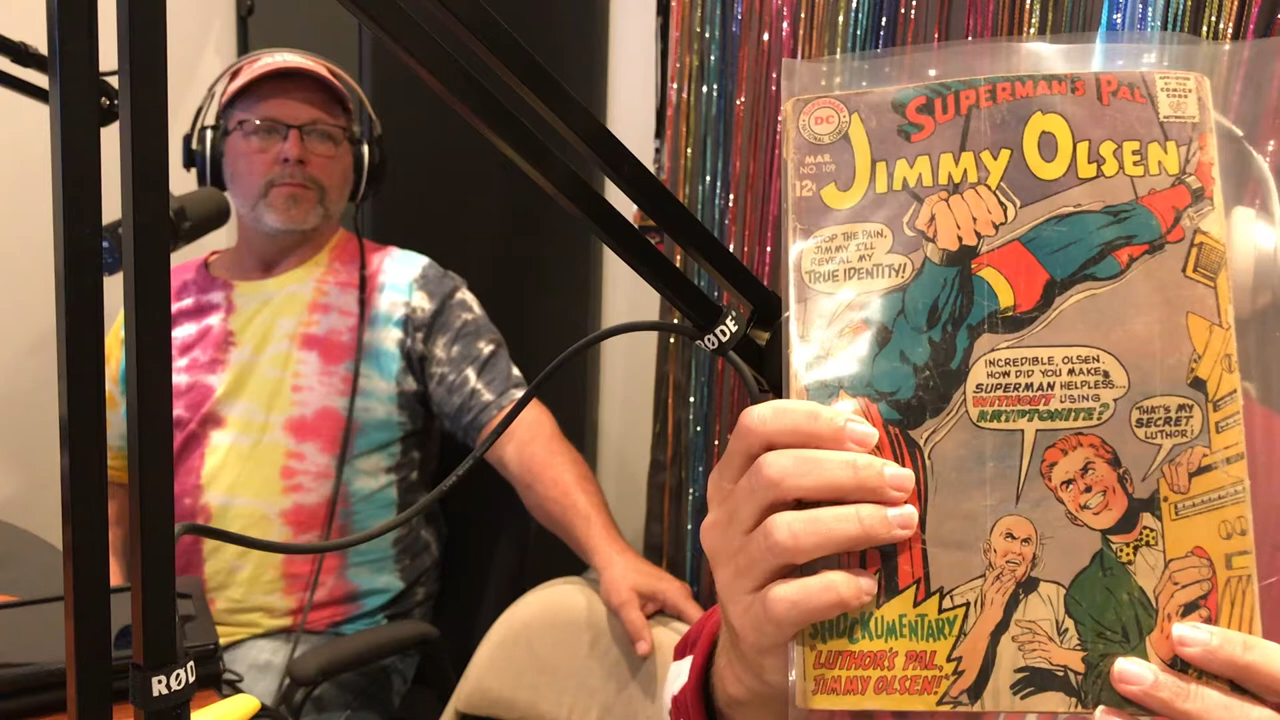 SUPERMAN'S PAL
JIMMY OLSEN
SUPERMAN
DC
NATIONAL COMICS
MAR.
NO. 109
12¢
APPROVED
BY THE
COMICS
CODE
AUTHORITY
STOP THE PAIN,
JIMMY. I'LL
REVEAL MY
TRUE IDENTITY!
INCREDIBLE, OLSEN.
HOW DID YOU MAKE
SUPERMAN HELPLESS...
WITHOUT USING
KRYPTONITE?
THAT'S MY
SECRET,
LUTHOR!
SHOCKUMENTARY
"LUTHOR'S PAL,
JIMMY OLSEN!"
RØDE
RØD